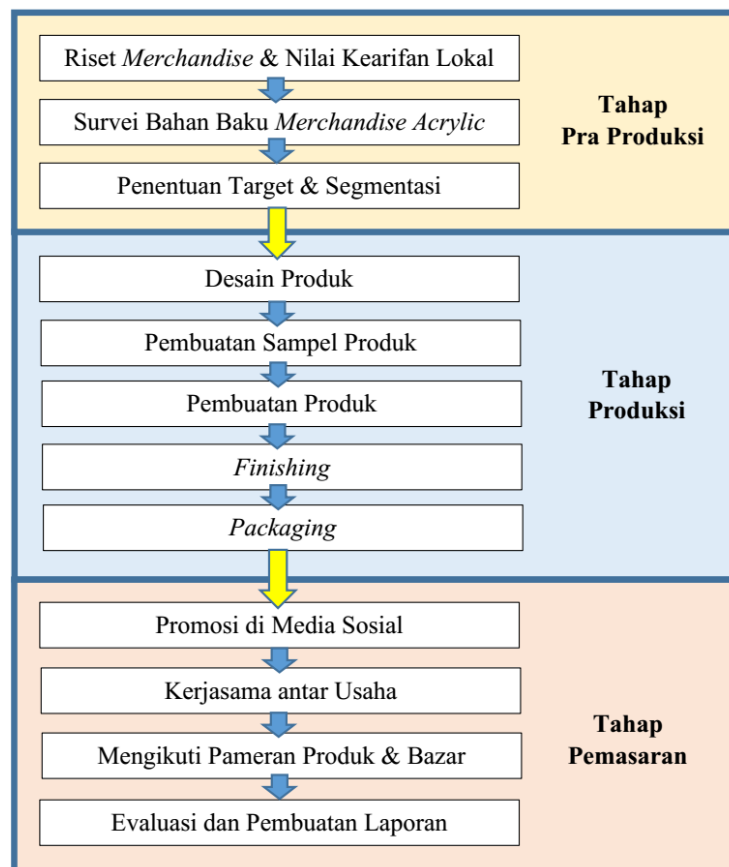 Riset Merchandise & Nilai Kearifan Lokal
Survei Bahan Baku Merchandise Acrylic
Penentuan Target & Segmentasi
Tahap
Pra Produksi
Desain Produk
Pembuatan Sampel Produk
Pembuatan Produk
Finishing
Packaging
Tahap
Produksi
Promosi di Media Sosial
Kerjasama antar Usaha
Mengikuti Pameran Produk & Bazar
Evaluasi dan Pembuatan Laporan
Tahap
Pemasaran